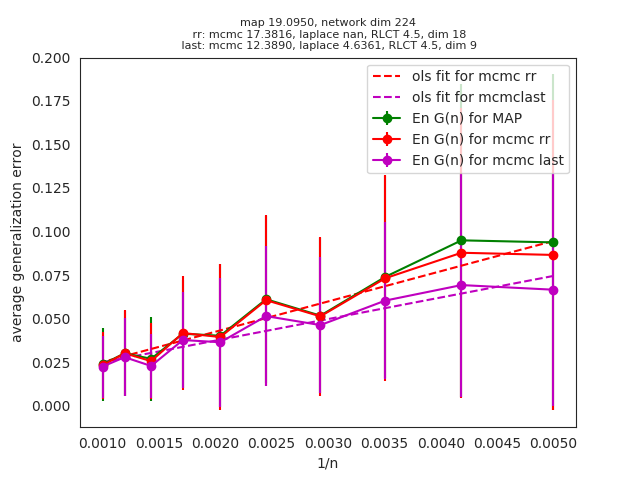 map 19.0950, network dim 224
rr: mcmc 17.3816, laplace nan, RLCT 4.5, dim 18
last: mcmc 12.3890, laplace 4.6361, RLCT 4.5, dim 9
0.200
0.175
0.150
0.125
0.100
0.075
0.050
0.025
0.000
average generalization error
ols fit for mcmc rr
ols fit for mcmclast
En G(n) for MAP
En G(n) for mcmc rr
En G(n) for mcmc last
0.0010 0.0015 0.0020 0.0025 0.0030 0.0035 0.0040 0.0045 0.0050
1/n